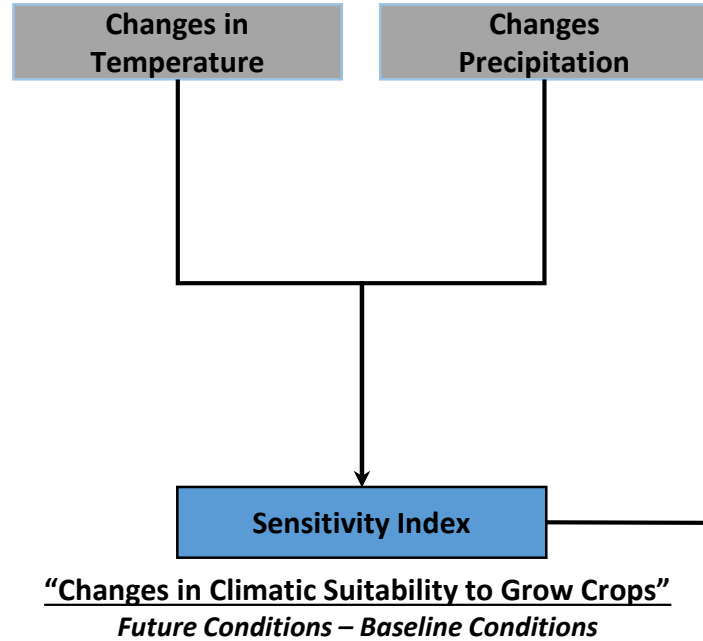 Changes in
Temperature
Changes
Precipitation
Sensitivity Index
“Changes in Climatic Suitability to Grow Crops”
Future Conditions – Baseline Conditions